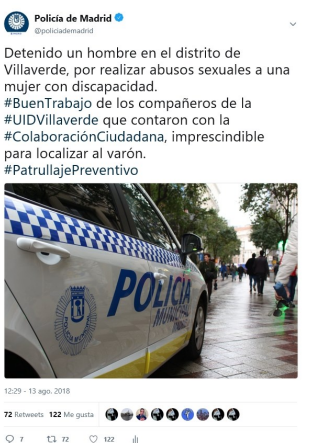 Policía de Madrid
@policiademadrid
Detenido un hombre en el distrito de
Villaverde, por realizar abusos sexuales a una
mujer con discapacidad.
#BuenTrabajo de los compañeros de la
#UIDVillaverde que contaron con la
#ColaboraciónCiudadana, imprescindible
para localizar al varón.
#PatrullajePreventivo
POLICIA
MUNICIPAL
12:29 - 13 ago. 2018
72 Retweets 122 Me gusta
7 72 122